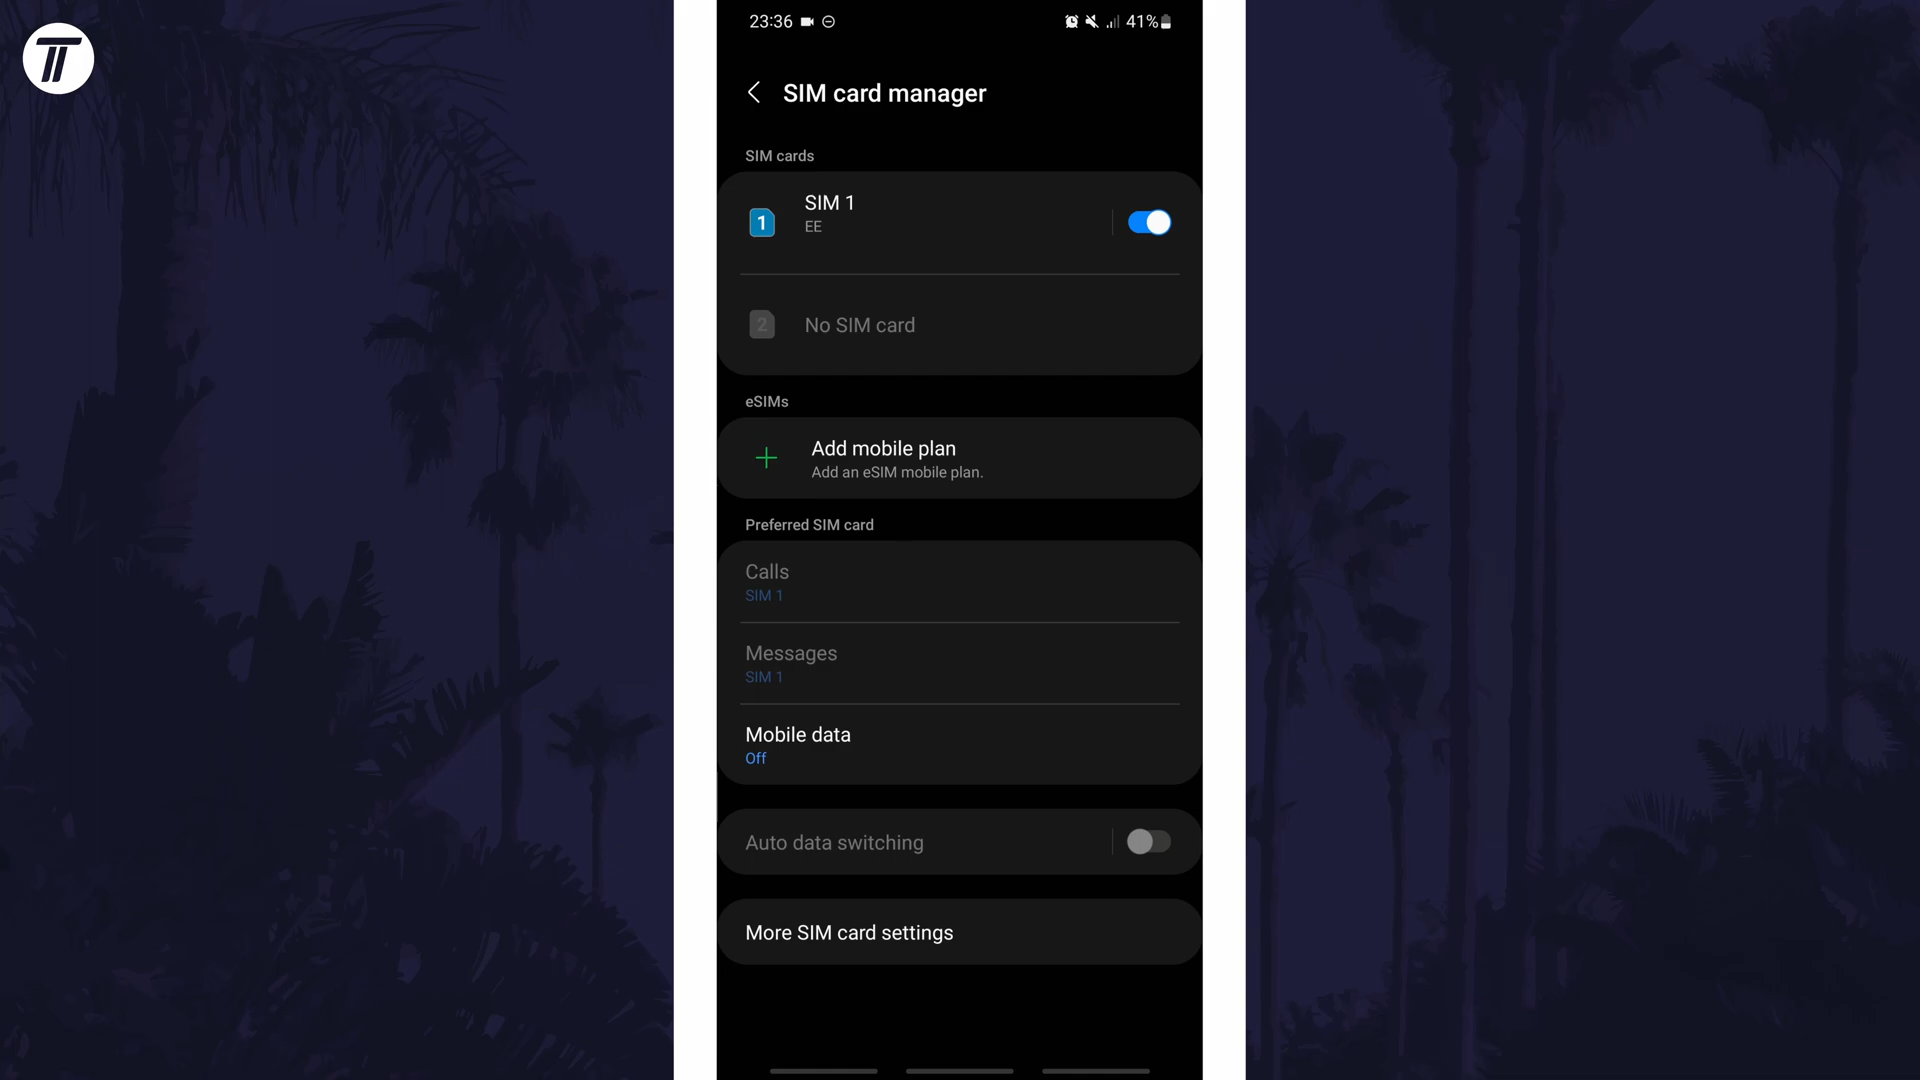 23:36
41%
SIM card manager
SIM cards
1
SIM 1
EE
2
No SIM card
eSIMs
Add mobile plan
Add an eSIM mobile plan.
Preferred SIM card
Calls
SIM 1
Messages
SIM 1
Mobile data
Off
Auto data switching
More SIM card settings